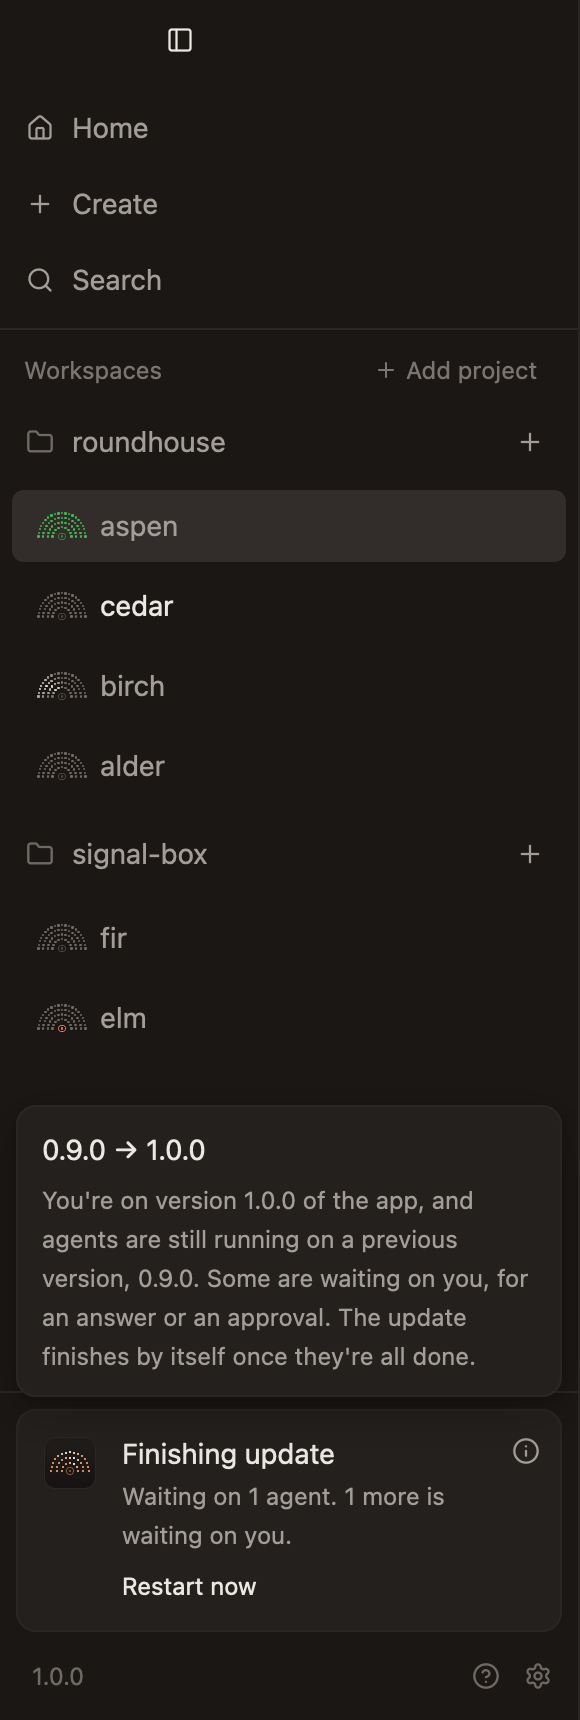 Home
Create
Search
Workspaces
Add project
roundhouse
aspen
cedar
birch
alder
signal-box
fir
elm
0.9.0 → 1.0.0
You're on version 1.0.0 of the app, and
agents are still running on a previous
version, 0.9.0. Some are waiting on you, for
an answer or an approval. The update
finishes by itself once they're all done.
Finishing update
Waiting on 1 agent. 1 more is
waiting on you.
Restart now
1.0.0